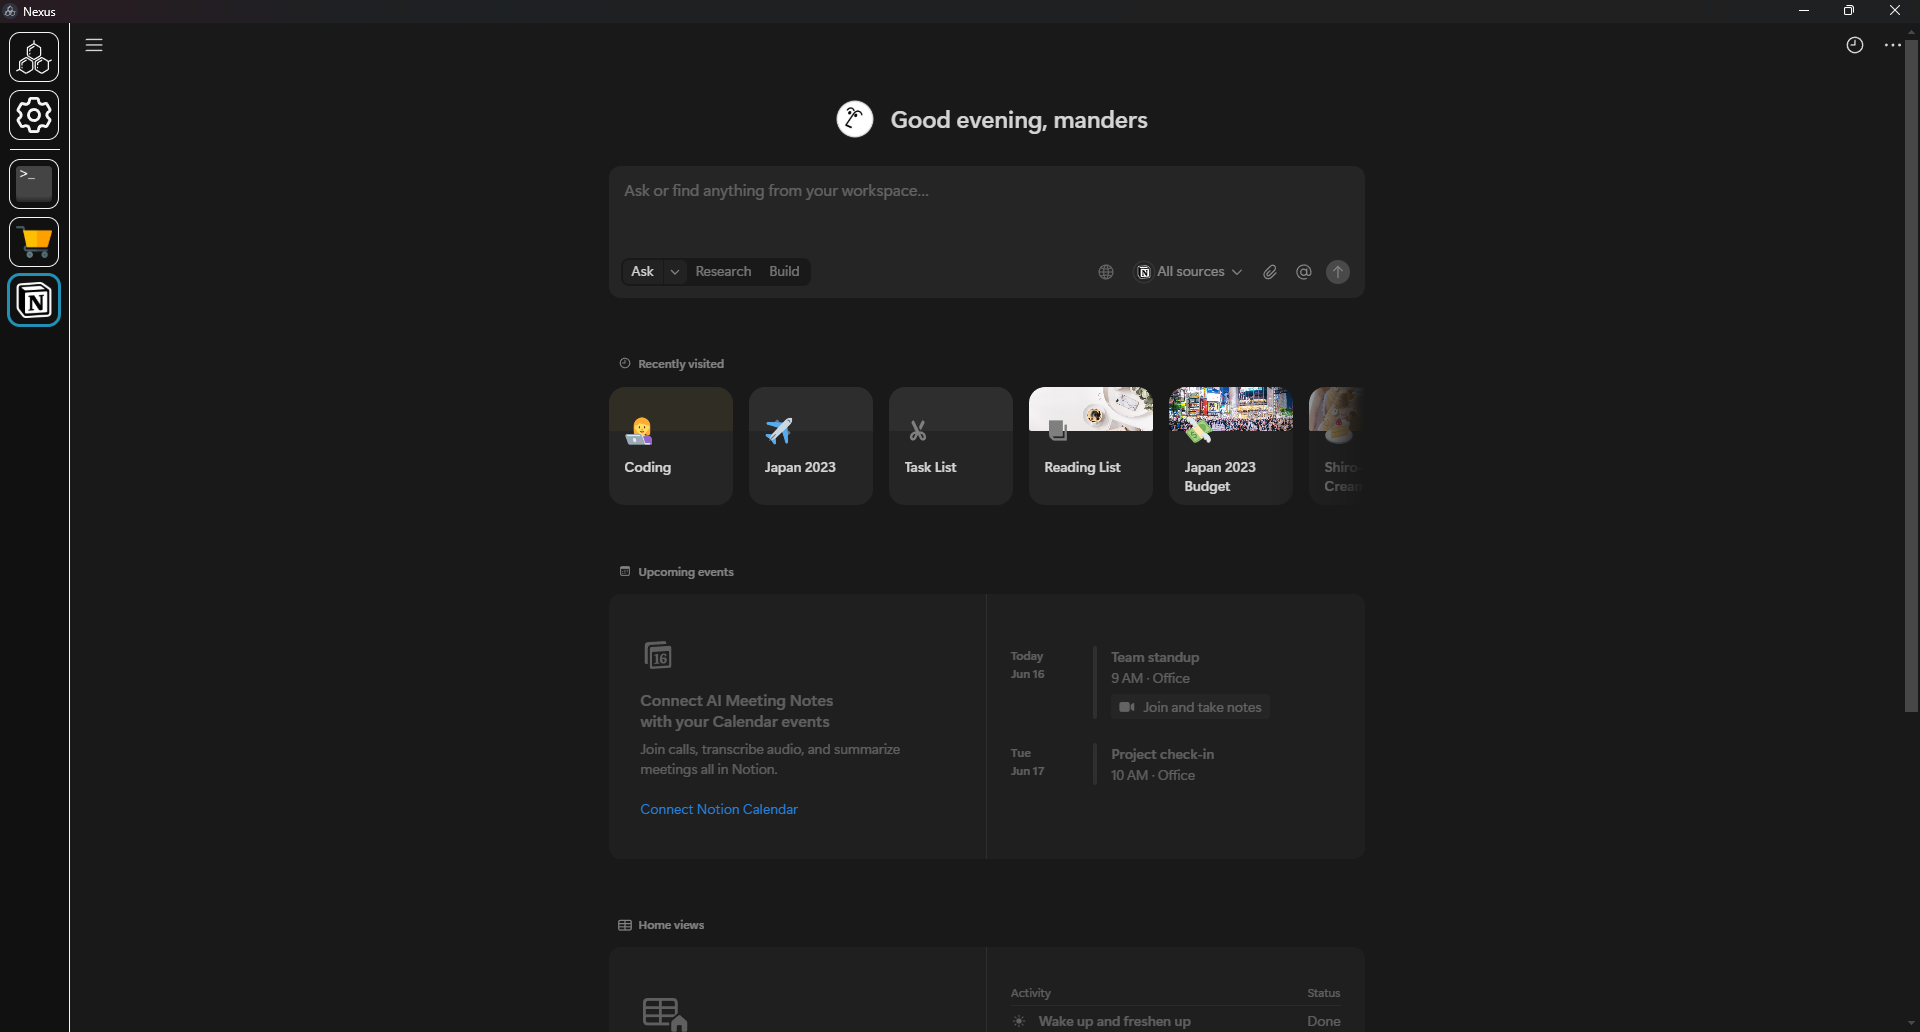 Nexus
Good evening, manders
Ask or find anything from your workspace...
Ask Research Build
All sources
Recently visited
Coding
Japan 2023
Task List
Reading List
Japan 2023
Budget
Upcoming events
16
Connect AI Meeting Notes
with your Calendar events
Join calls, transcribe audio, and summarize
meetings all in Notion.
Connect Notion Calendar
Today
Jun 16
Team standup
9 AM · Office
Join and take notes
Tue
Jun 17
Project check-in
10 AM · Office
Home views
Activity Status
Wake up and freshen up Done